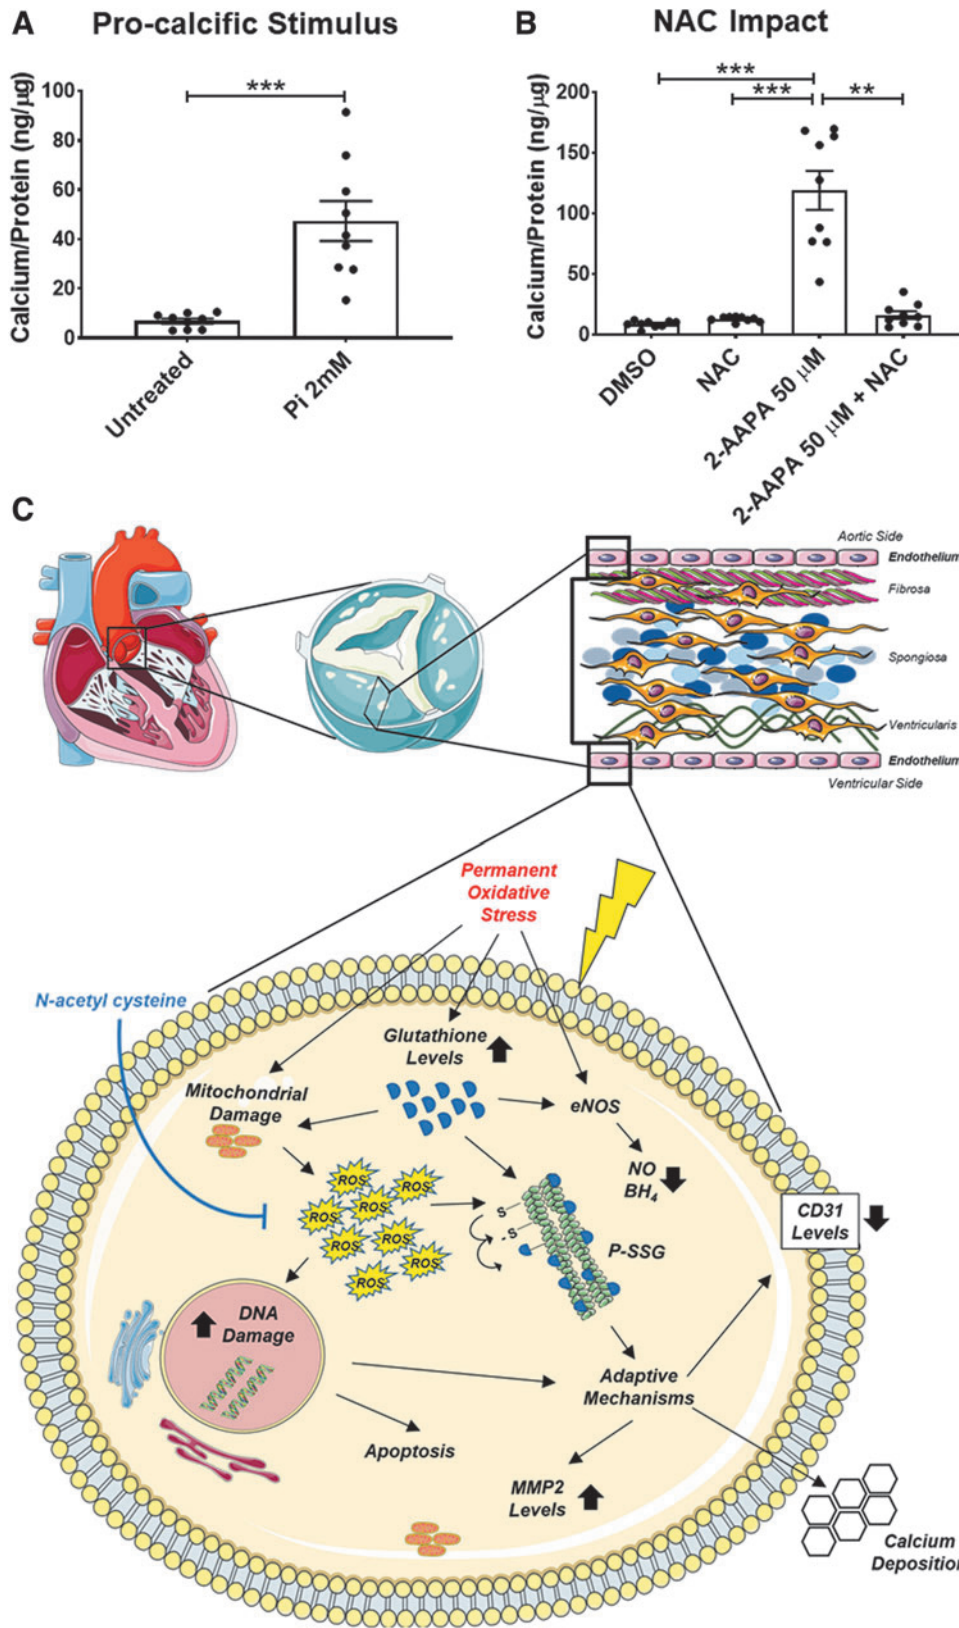 A Pro-calcific Stimulus
Calcium/Protein (ng/μg)
100
80
60
40
20
0
***
Untreated
Pi 2mM
B NAC Impact
Calcium/Protein (ng/μg)
200
150
100
50
0
***
*** **
DMSO
NAC
2-AAPA 50 μM
2-AAPA 50 μM + NAC
C
Aortic Side
Endothelium
Fibrosa
Spongiosa
Ventricularis
Endothelium
Ventricular Side
Permanent
Oxidative
Stress
N-acetyl cysteine
Glutathione
Levels
Mitochondrial
Damage
eNOS
NO
BH4
CD31
Levels
ROS
ROS
ROS
ROS
ROS
ROS
ROS
ROS
S
-S
P-SSG
DNA
Damage
Adaptive
Mechanisms
Apoptosis
MMP2
Levels
Calcium
Deposition